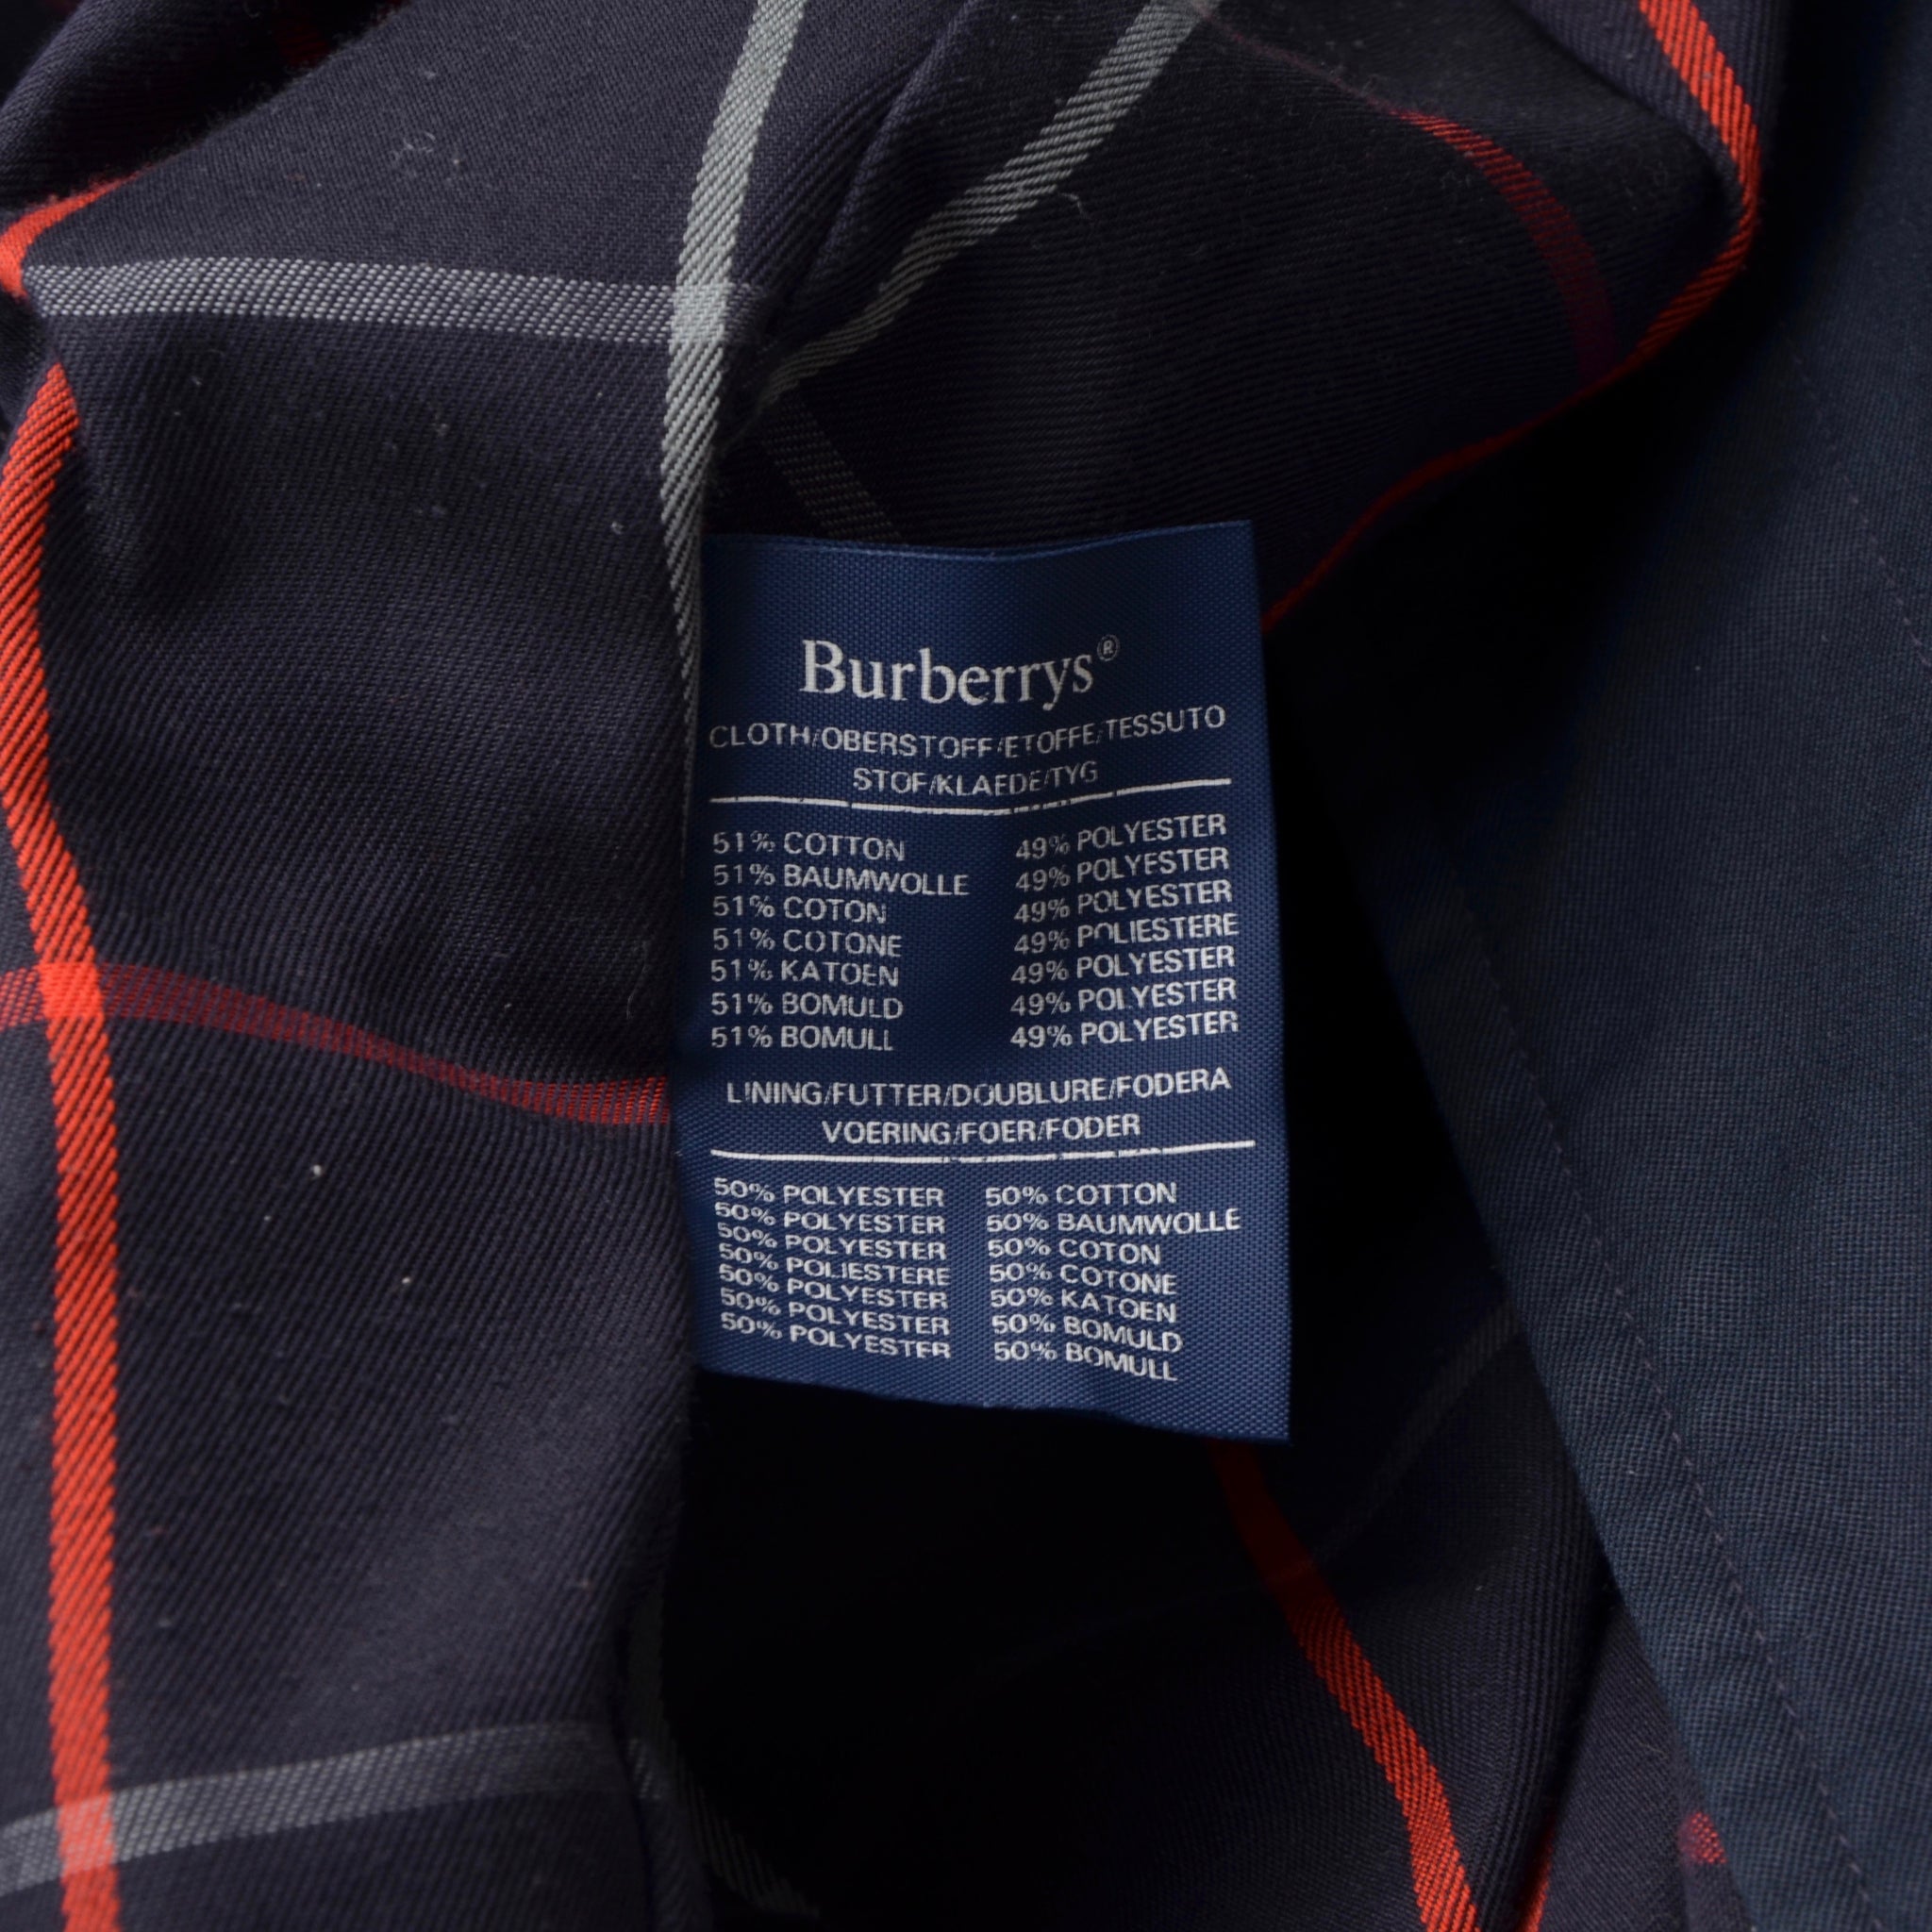 Burberrys®
CLOTH/OBERSTOFF/ETOFFE/TESSUTO
STOF/KLAEDE/TYG
51% COTTON 49% POLYESTER
51% BAUMWOLLE 49% POLYESTER
51% COTON 49% POLYESTER
51% COTONE 49% POLIESTERE
51% KATOEN 49% POLYESTER
51% BOMULD 49% POLYESTER
51% BOMULL 49% POLYESTER
LINING/FUTTER/DOUBLURE/FODERA
VOERING/FOER/FODER
50% POLYESTER 50% COTTON
50% POLYESTER 50% BAUMWOLLE
50% POLYESTER 50% COTON
50% POLIESTERE 50% COTONE
50% POLYESTER 50% KATOEN
50% POLYESTER 50% BOMULD
50% POLYESTER 50% BOMULL